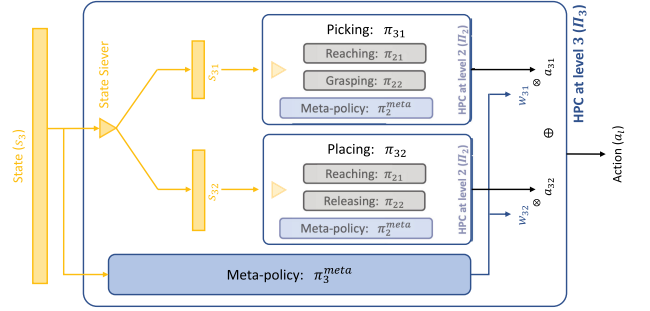 State (s₃)
State Siever
s₃₁
Picking: π₃₁
Reaching: π₂₁
Grasping: π₂₂
Meta-policy: π₂ᵐᵉᵗᵃ
HPC at level 2 (Π₂)
w₃₁ ⊗ a₃₁
⊕
s₃₂
Placing: π₃₂
Reaching: π₂₁
Releasing: π₂₂
Meta-policy: π₂ᵐᵉᵗᵃ
HPC at level 2 (Π₂)
w₃₂ ⊗ a₃₂
Meta-policy: π₃ᵐᵉᵗᵃ
HPC at level 3 (Π₃)
Action (aₜ)